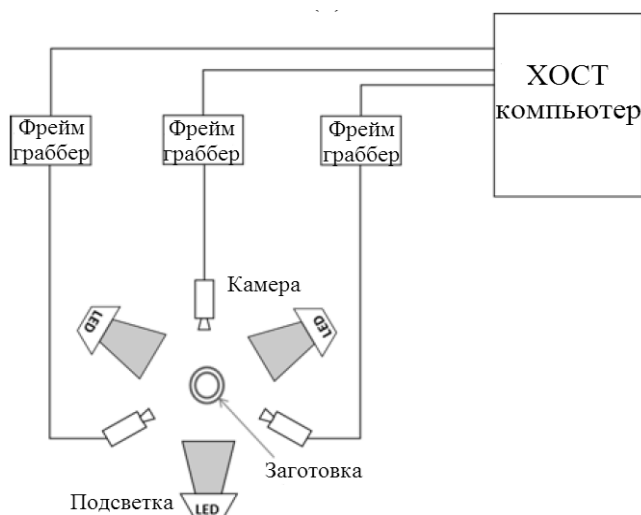 ХОСТ
компьютер
Фрейм
граббер
Фрейм
граббер
Фрейм
граббер
Камера
LED
LED
Заготовка
Подсветка
LED